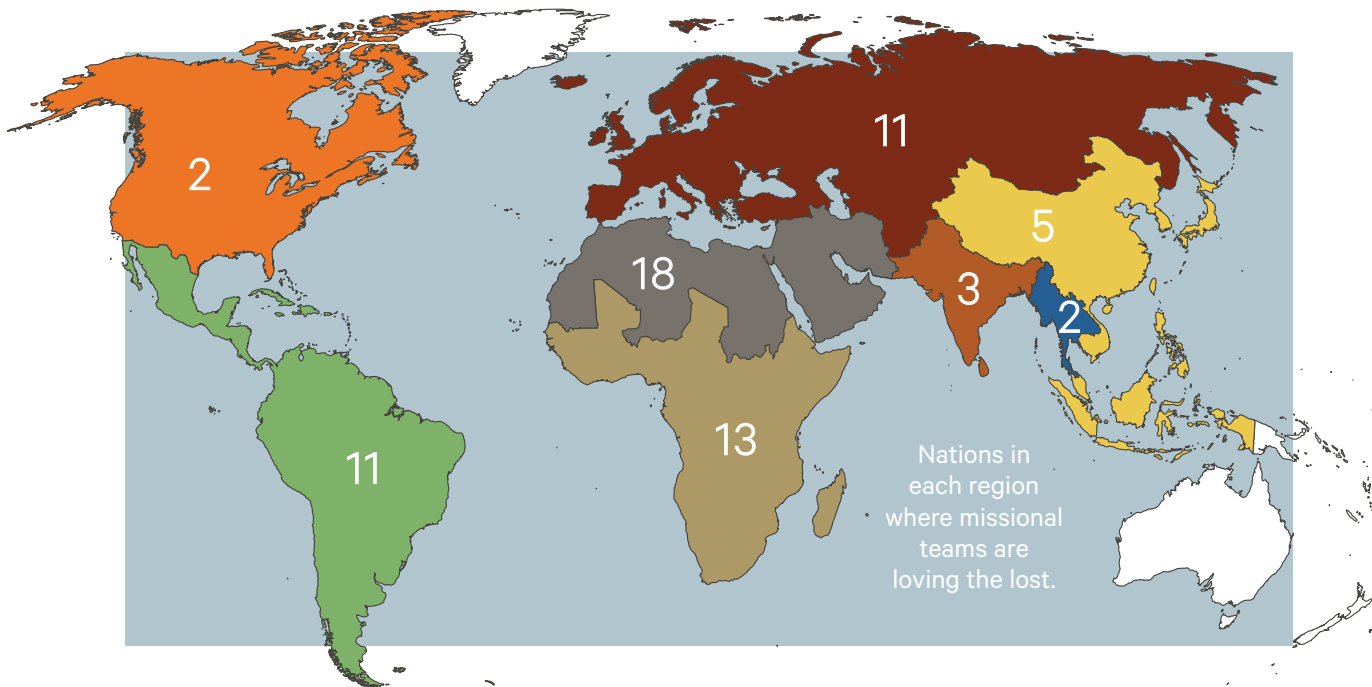 11
2
5
18
3
2
13
11
Nations in
each region
where missional
teams are
loving the lost.